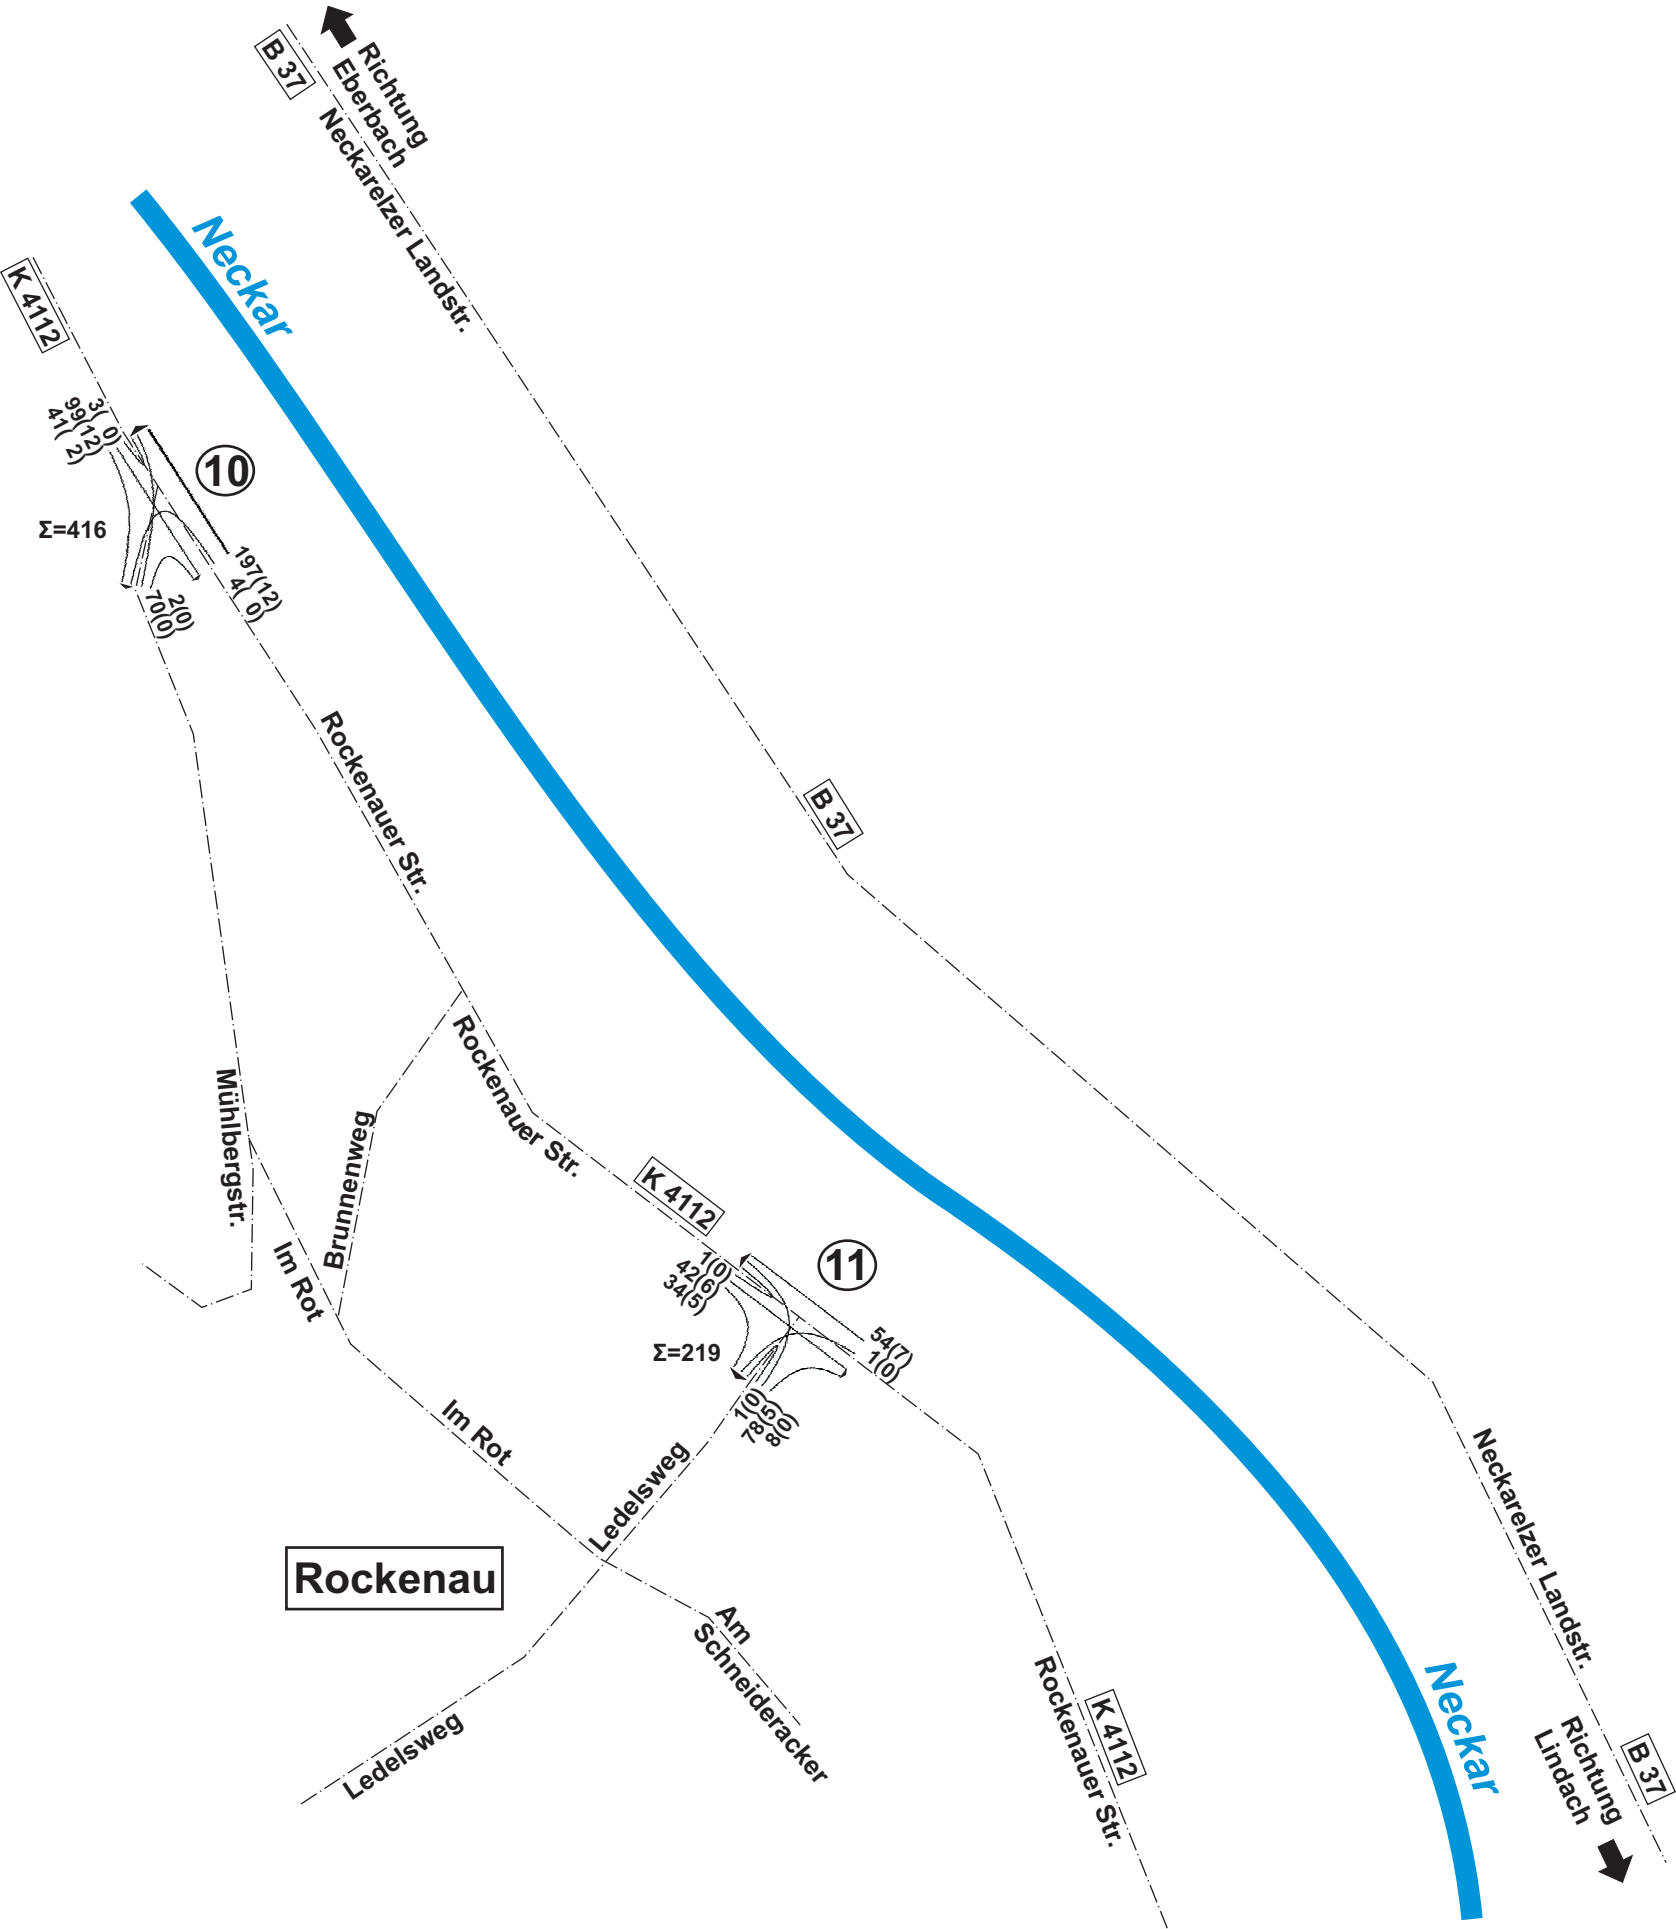 B 37
Richtung
Eberbach
Neckarelzer Landstr.
Neckar
K 4112
3( 0)
99(12)
41( 2)
10
Σ=416
197(12)
4( 0)
2(0)
70(0)
Rockenauer Str.
B 37
Rockenauer Str.
Mühlbergstr.
Brunnenweg
Im Rot
K 4112
11
1(0)
42(6)
34(5)
Σ=219
54(7)
1(0)
1(0)
78(5)
8(0)
Im Rot
Ledelsweg
Neckarelzer Landstr.
Rockenau
Am
Schneideracker
Ledelsweg
Rockenauer Str.
K 4112
Neckar
Richtung
Lindach
B 37